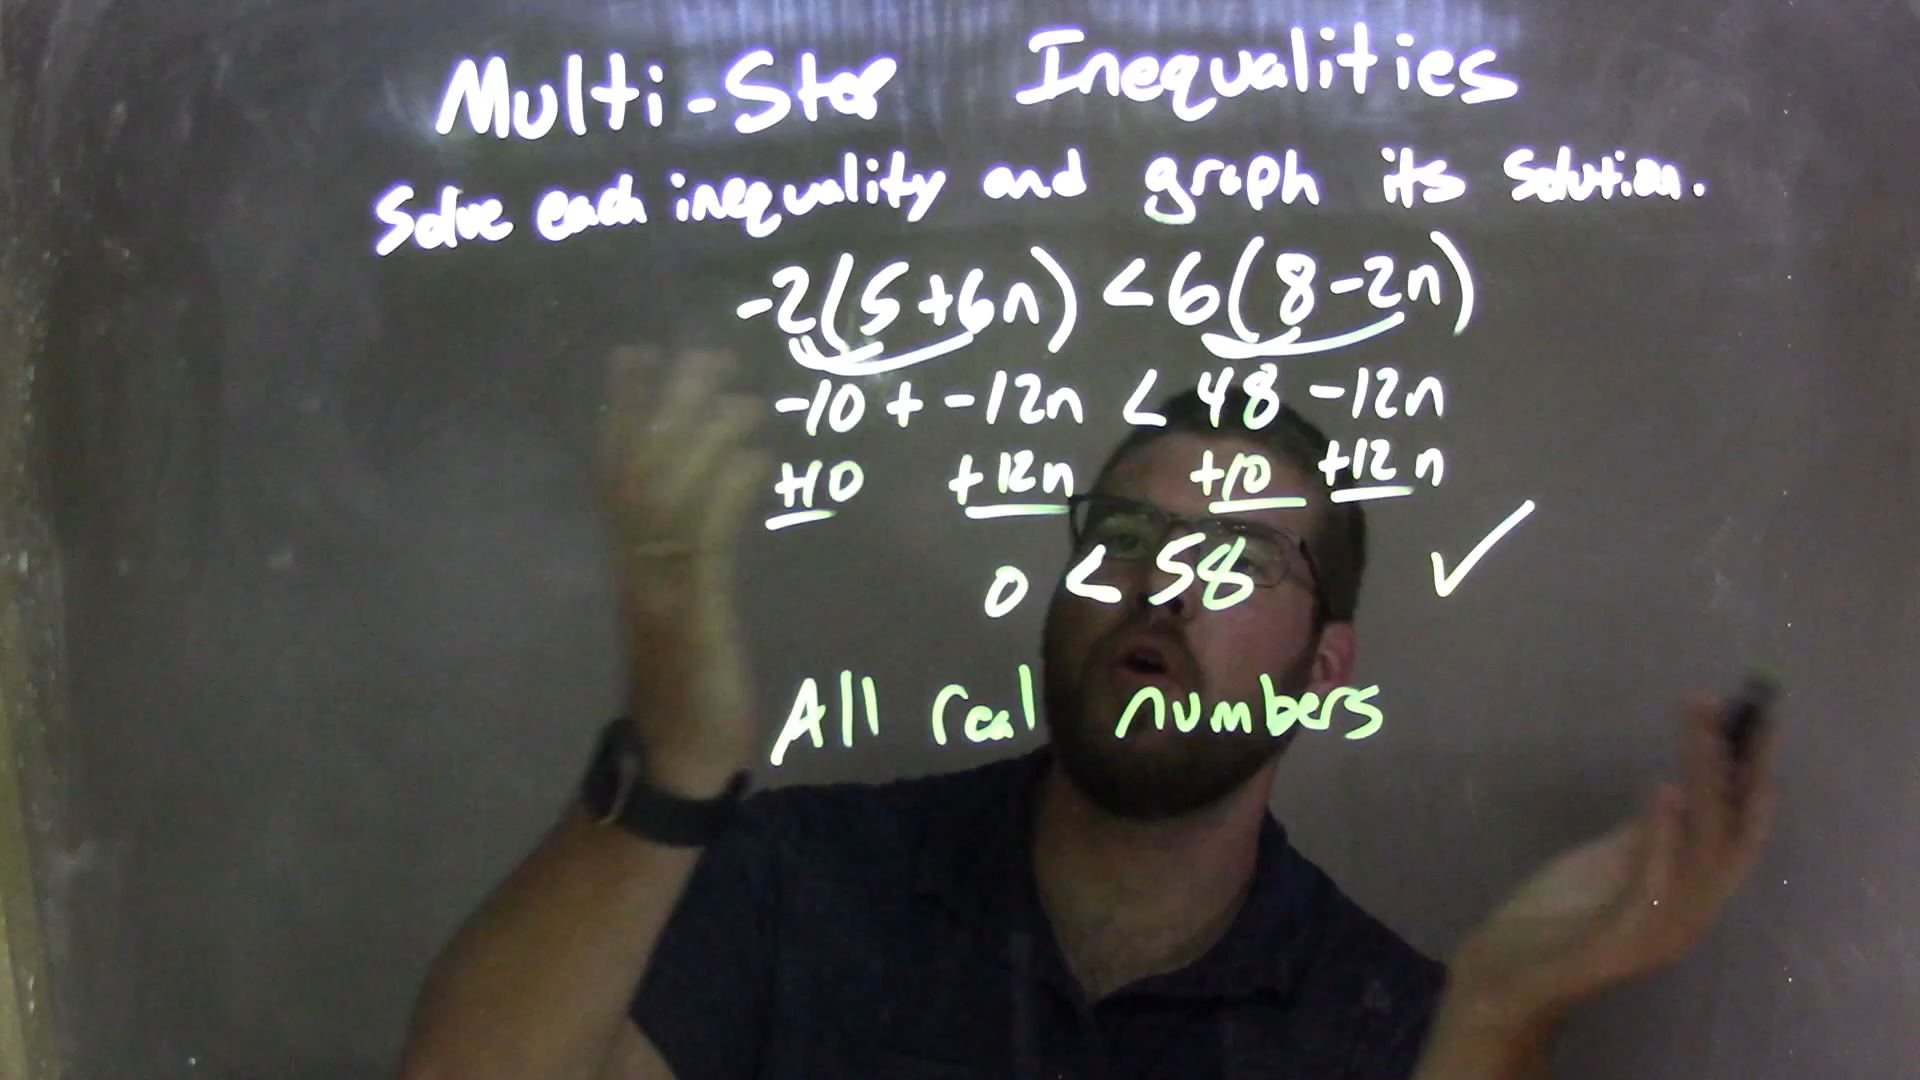 Multi-Step Inequalities
Solve each inequality and graph its solution.
-2(5+6n) < 6(8-2n)
-10 + -12n < 48 -12n
+10 +12n +10 +12n
0 < 58 ✓
All real numbers